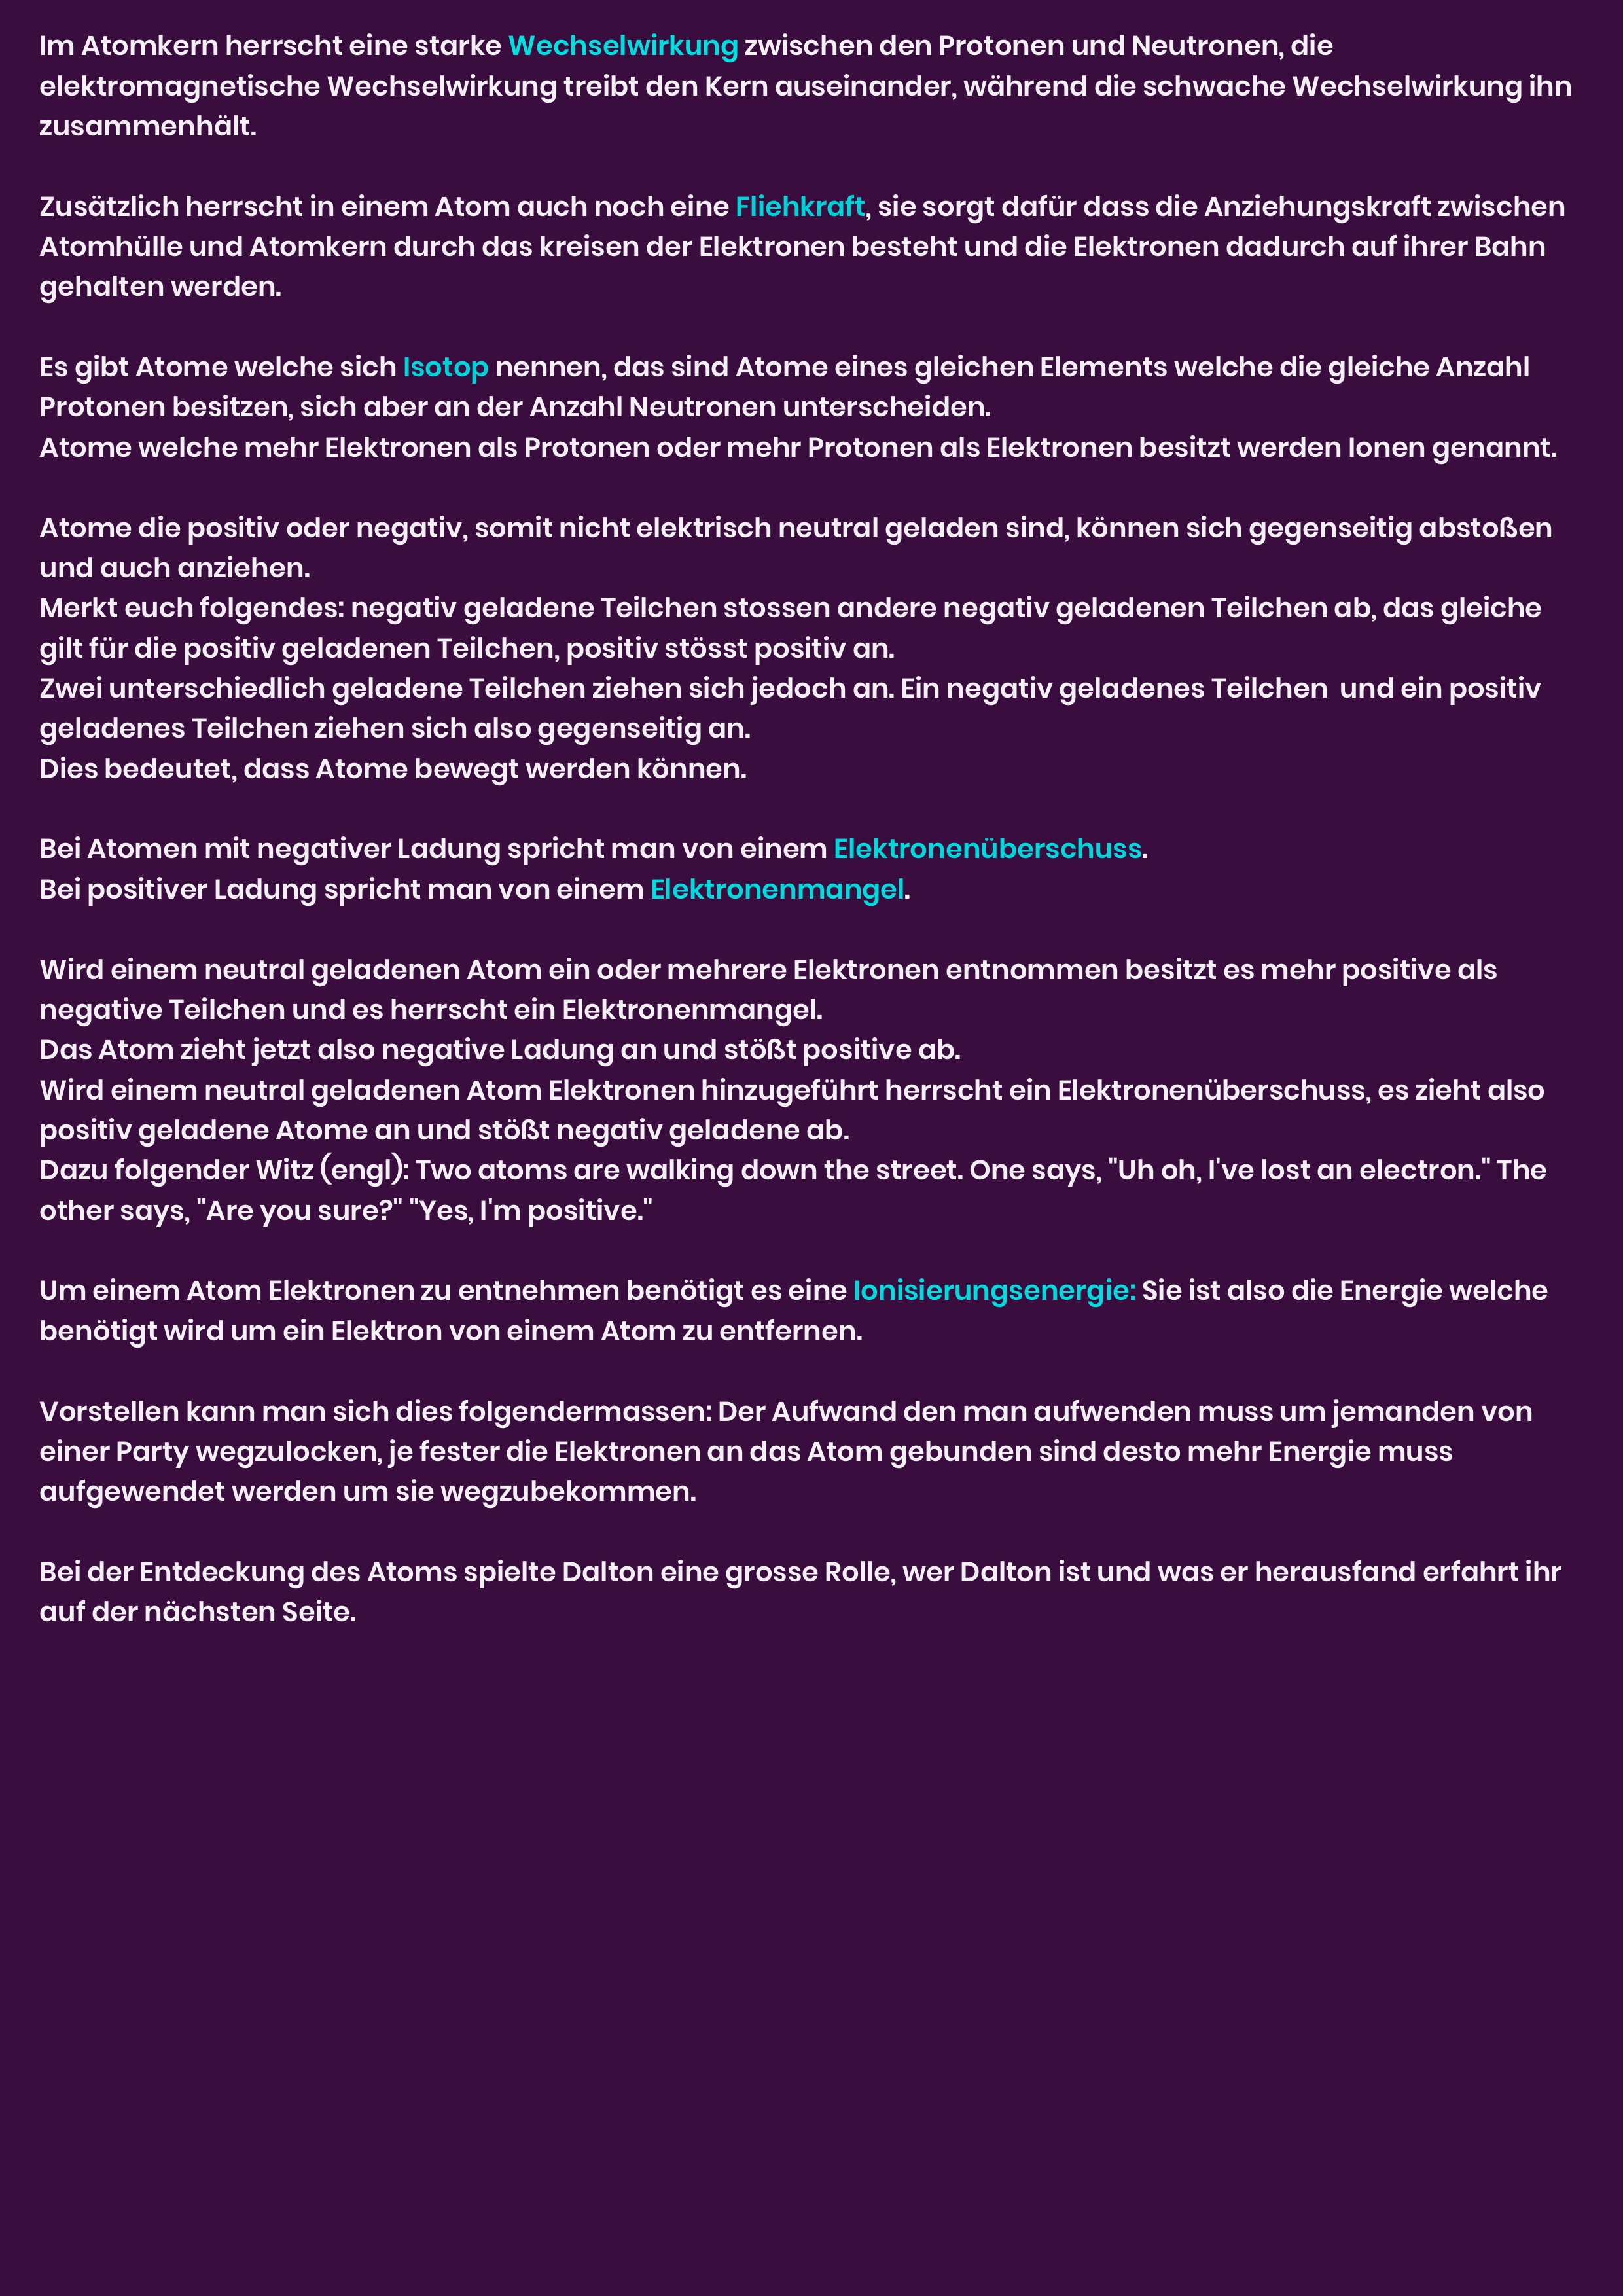 Im Atomkern herrscht eine starke Wechselwirkung zwischen den Protonen und Neutronen, die
elektromagnetische Wechselwirkung treibt den Kern auseinander, während die schwache Wechselwirkung ihn
zusammenhält.
Zusätzlich herrscht in einem Atom auch noch eine Fliehkraft, sie sorgt dafür dass die Anziehungskraft zwischen
Atomhülle und Atomkern durch das kreisen der Elektronen besteht und die Elektronen dadurch auf ihrer Bahn
gehalten werden.
Es gibt Atome welche sich Isotop nennen, das sind Atome eines gleichen Elements welche die gleiche Anzahl
Protonen besitzen, sich aber an der Anzahl Neutronen unterscheiden.
Atome welche mehr Elektronen als Protonen oder mehr Protonen als Elektronen besitzt werden Ionen genannt.
Atome die positiv oder negativ, somit nicht elektrisch neutral geladen sind, können sich gegenseitig abstoßen
und auch anziehen.
Merkt euch folgendes: negativ geladene Teilchen stossen andere negativ geladenen Teilchen ab, das gleiche
gilt für die positiv geladenen Teilchen, positiv stösst positiv an.
Zwei unterschiedlich geladene Teilchen ziehen sich jedoch an. Ein negativ geladenes Teilchen  und ein positiv
geladenes Teilchen ziehen sich also gegenseitig an.
Dies bedeutet, dass Atome bewegt werden können.
Bei Atomen mit negativer Ladung spricht man von einem Elektronenüberschuss.
Bei positiver Ladung spricht man von einem Elektronenmangel.
Wird einem neutral geladenen Atom ein oder mehrere Elektronen entnommen besitzt es mehr positive als
negative Teilchen und es herrscht ein Elektronenmangel.
Das Atom zieht jetzt also negative Ladung an und stößt positive ab.
Wird einem neutral geladenen Atom Elektronen hinzugeführt herrscht ein Elektronenüberschuss, es zieht also
positiv geladene Atome an und stößt negativ geladene ab.
Dazu folgender Witz (engl): Two atoms are walking down the street. One says, "Uh oh, I've lost an electron." The
other says, "Are you sure?" "Yes, I'm positive."
Um einem Atom Elektronen zu entnehmen benötigt es eine Ionisierungsenergie: Sie ist also die Energie welche
benötigt wird um ein Elektron von einem Atom zu entfernen.
Vorstellen kann man sich dies folgendermassen: Der Aufwand den man aufwenden muss um jemanden von
einer Party wegzulocken, je fester die Elektronen an das Atom gebunden sind desto mehr Energie muss
aufgewendet werden um sie wegzubekommen.
Bei der Entdeckung des Atoms spielte Dalton eine grosse Rolle, wer Dalton ist und was er herausfand erfahrt ihr
auf der nächsten Seite.